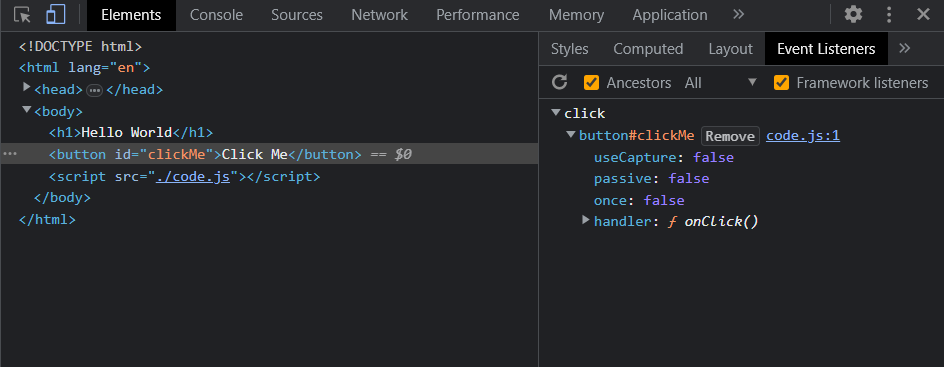 Elements Console Sources Network Performance Memory Application »
<!DOCTYPE html>
<html lang="en">
<head>…</head>
<body>
<h1>Hello World</h1>
… <button id="clickMe">Click Me</button> == $0
<script src="./code.js"></script>
</body>
</html>
Styles Computed Layout Event Listeners »
Ancestors All Framework listeners
click
button#clickMe Remove code.js:1
useCapture: false
passive: false
once: false
handler: ƒ onClick()